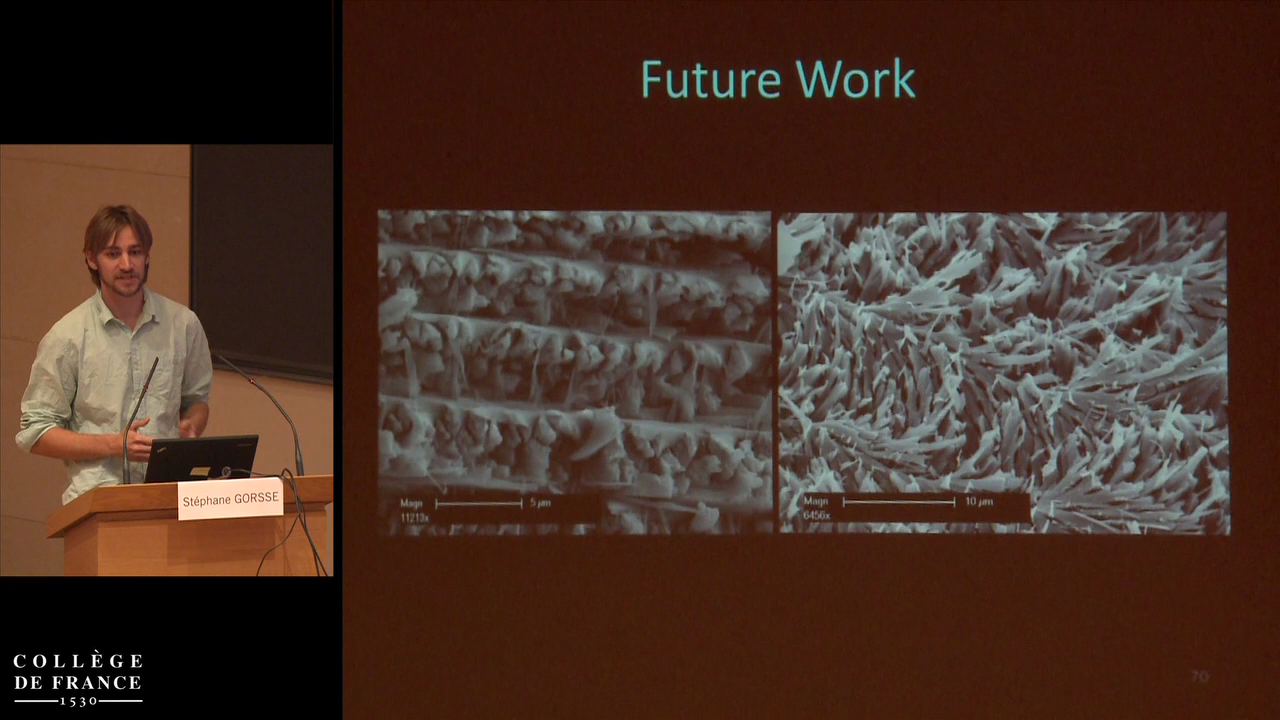 Future Work
Magn 5 µm
11213x
Magn 10 µm
6456x
70
Stéphane GORSSE
COLLÈGE
DE FRANCE
1530